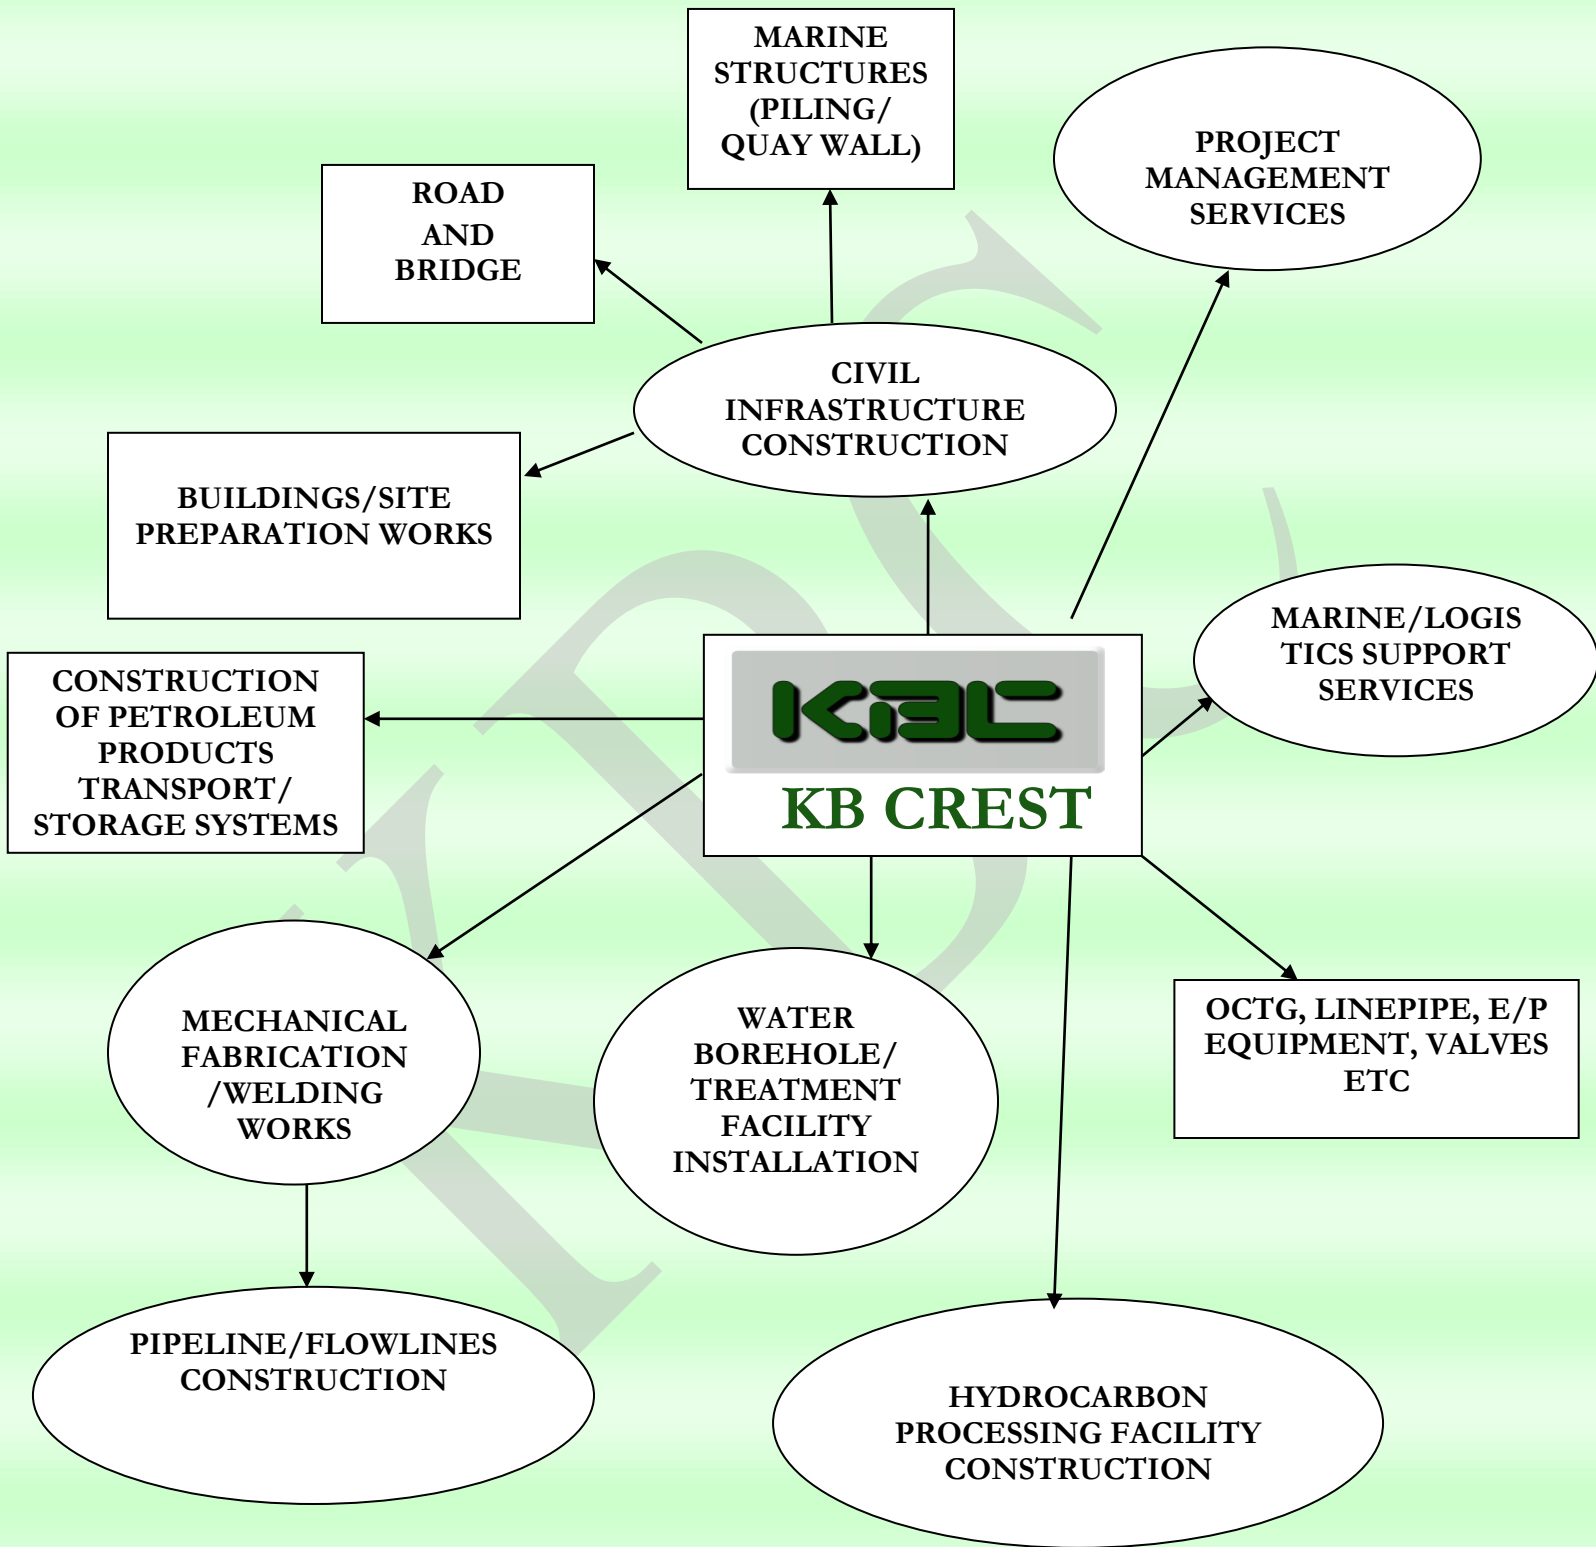 MARINE
STRUCTURES
(PILING/
QUAY WALL)
PROJECT
MANAGEMENT
SERVICES
ROAD
AND
BRIDGE
CIVIL
INFRASTRUCTURE
CONSTRUCTION
BUILDINGS/SITE
PREPARATION WORKS
MARINE/LOGIS
TICS SUPPORT
SERVICES
CONSTRUCTION
OF PETROLEUM
PRODUCTS
TRANSPORT/
STORAGE SYSTEMS
KBC
KB CREST
MECHANICAL
FABRICATION
/WELDING
WORKS
WATER
BOREHOLE/
TREATMENT
FACILITY
INSTALLATION
OCTG, LINEPIPE, E/P
EQUIPMENT, VALVES
ETC
PIPELINE/FLOWLINES
CONSTRUCTION
HYDROCARBON
PROCESSING FACILITY
CONSTRUCTION
KBC